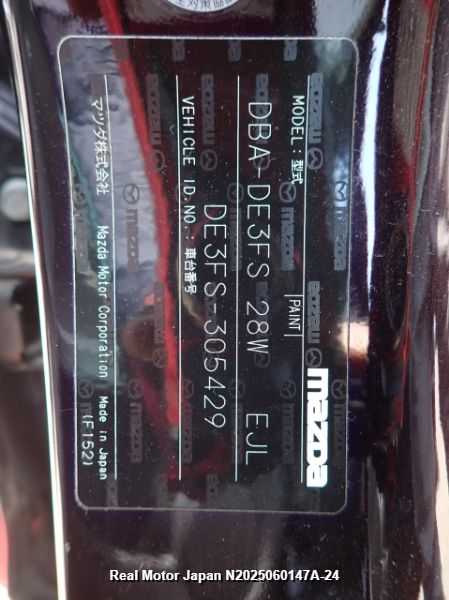 mazda
MODEL:型式 PAINT
DBA-DE3FS 28W EJL
VEHICLE ID.NO.:車台番号
DE3FS-305429
マツダ株式会社 Mazda Motor Corporation Made in Japan
(F152)
Real Motor Japan N2025060147A-24